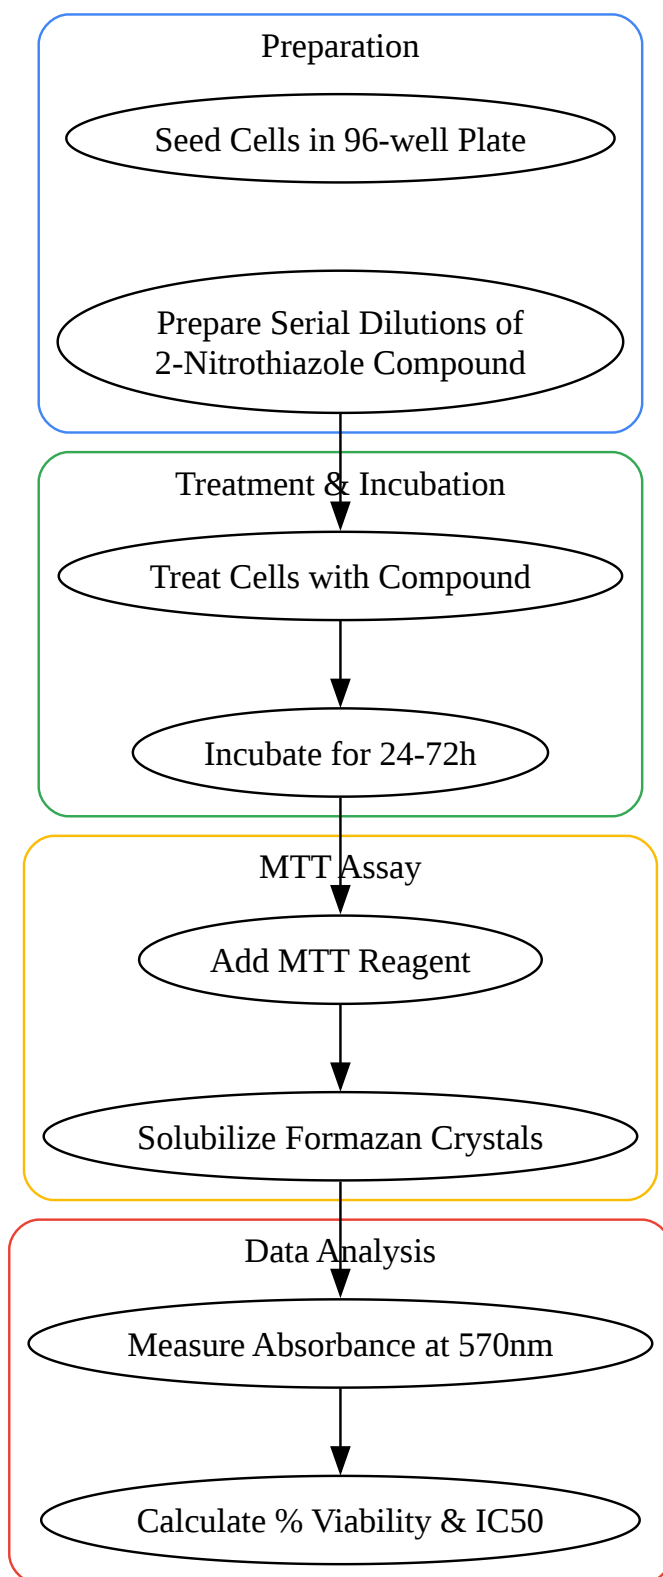 Preparation
Seed Cells in 96-well Plate
Prepare Serial Dilutions of
2-Nitrothiazole Compound
Treatment & Incubation
Treat Cells with Compound
Incubate for 24-72h
MTT Assay
Add MTT Reagent
Solubilize Formazan Crystals
Data Analysis
Measure Absorbance at 570nm
Calculate % Viability & IC50